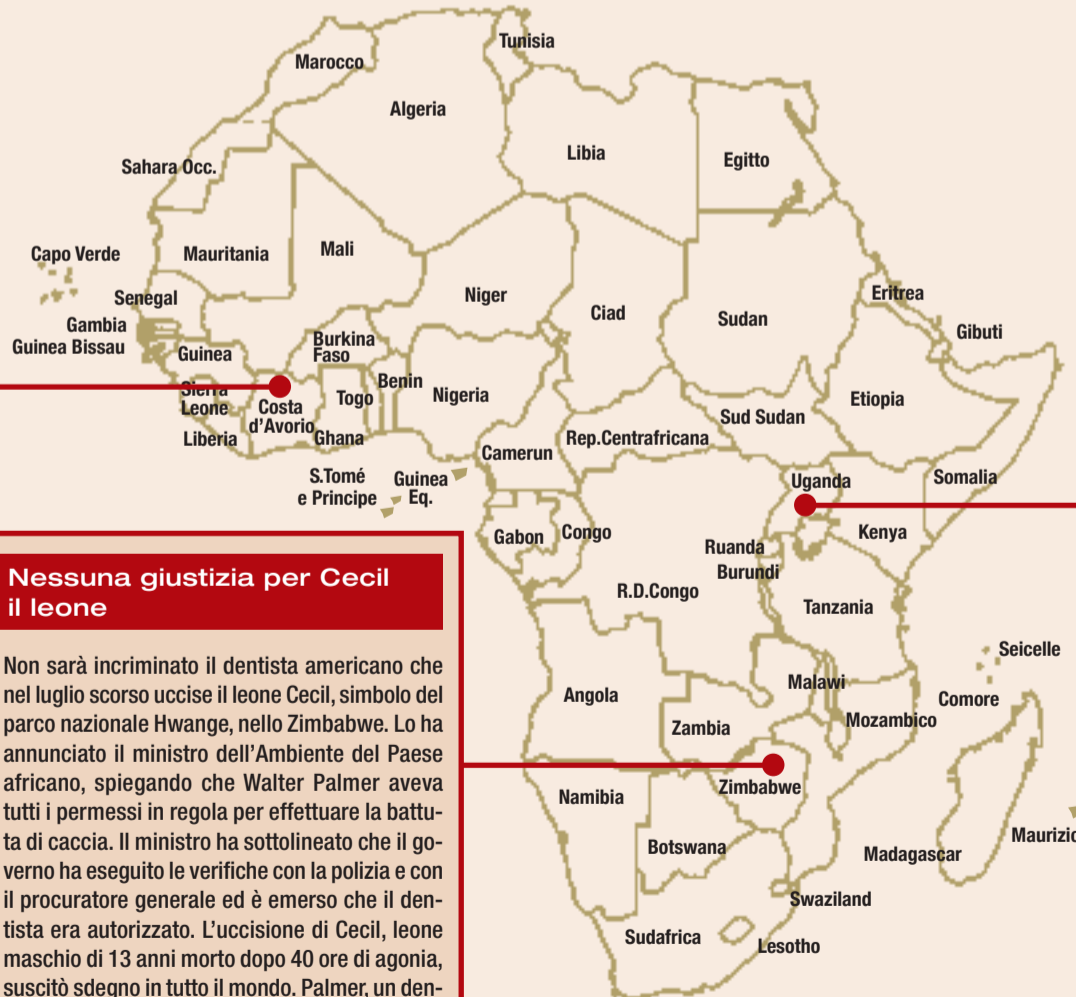 Tunisia
Marocco
Algeria
Libia
Egitto
Sahara Occ.
Capo Verde
Mauritania
Mali
Niger
Ciad
Sudan
Eritrea
Senegal
Gambia
Guinea Bissau
Gibuti
Guinea
Burkina
Faso
Sierra
Leone
Costa
d'Avorio
Togo
Benin
Nigeria
Etiopia
Sud Sudan
Liberia
Ghana
Camerun
Rep.Centrafricana
S.Tomé
e Principe
Guinea
Eq.
Uganda
Somalia
Gabon
Congo
Kenya
Ruanda
Burundi
R.D.Congo
Tanzania
Seicelle
Angola
Malawi
Comore
Zambia
Mozambico
Zimbabwe
Namibia
Botswana
Madagascar
Maurizio
Swaziland
Sudafrica
Lesotho
Nessuna giustizia per Cecil
il leone
Non sarà incriminato il dentista americano che
nel luglio scorso uccise il leone Cecil, simbolo del
parco nazionale Hwange, nello Zimbabwe. Lo ha
annunciato il ministro dell'Ambiente del Paese
africano, spiegando che Walter Palmer aveva
tutti i permessi in regola per effettuare la battu-
ta di caccia. Il ministro ha sottolineato che il go-
verno ha eseguito le verifiche con la polizia e con
il procuratore generale ed è emerso che il den-
tista era autorizzato. L'uccisione di Cecil, leone
maschio di 13 anni morto dopo 40 ore di agonia,
suscitò sdegno in tutto il mondo. Palmer, un den-